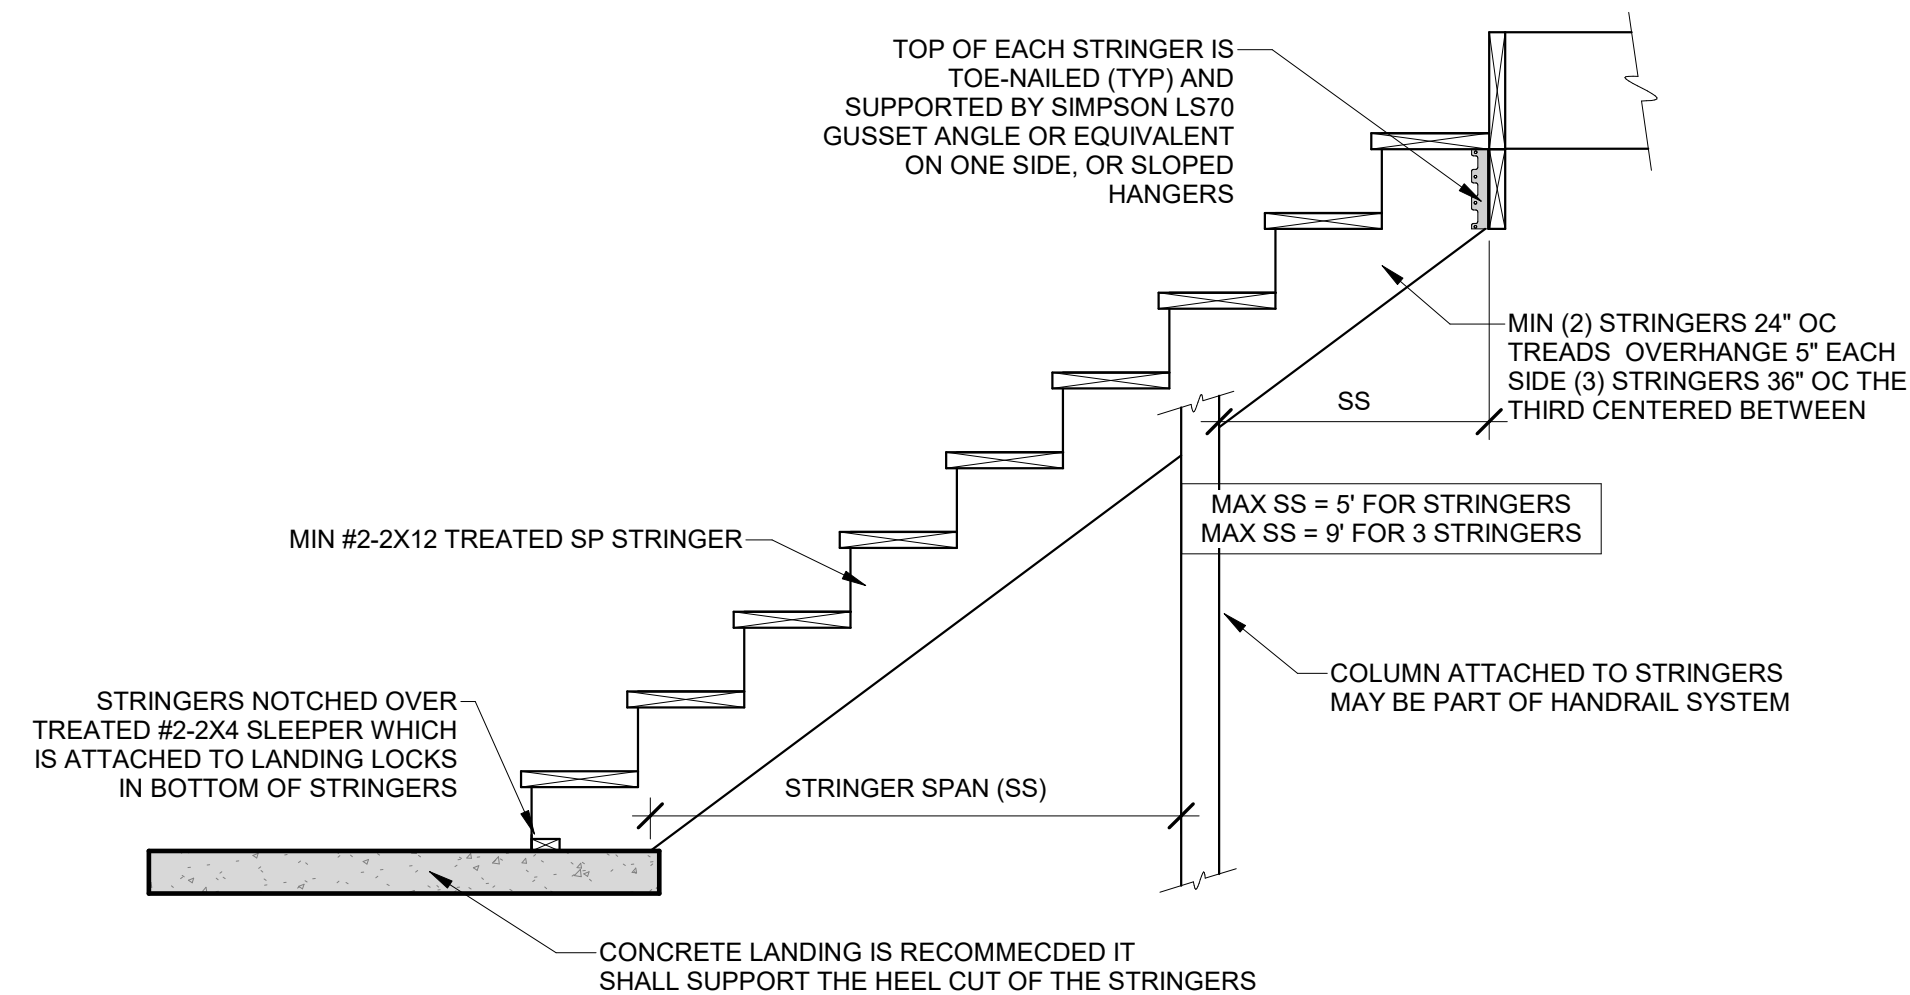 TOP OF EACH STRINGER IS
TOE-NAILED (TYP) AND
SUPPORTED BY SIMPSON LS70
GUSSET ANGLE OR EQUIVALENT
ON ONE SIDE, OR SLOPED
HANGERS
MIN (2) STRINGERS 24" OC
TREADS OVERHANGE 5" EACH
SIDE (3) STRINGERS 36" OC THE
THIRD CENTERED BETWEEN
SS
MAX SS = 5' FOR STRINGERS
MAX SS = 9' FOR 3 STRINGERS
MIN #2-2X12 TREATED SP STRINGER
COLUMN ATTACHED TO STRINGERS
MAY BE PART OF HANDRAIL SYSTEM
STRINGERS NOTCHED OVER
TREATED #2-2X4 SLEEPER WHICH
IS ATTACHED TO LANDING LOCKS
IN BOTTOM OF STRINGERS
STRINGER SPAN (SS)
CONCRETE LANDING IS RECOMMECDED IT
SHALL SUPPORT THE HEEL CUT OF THE STRINGERS